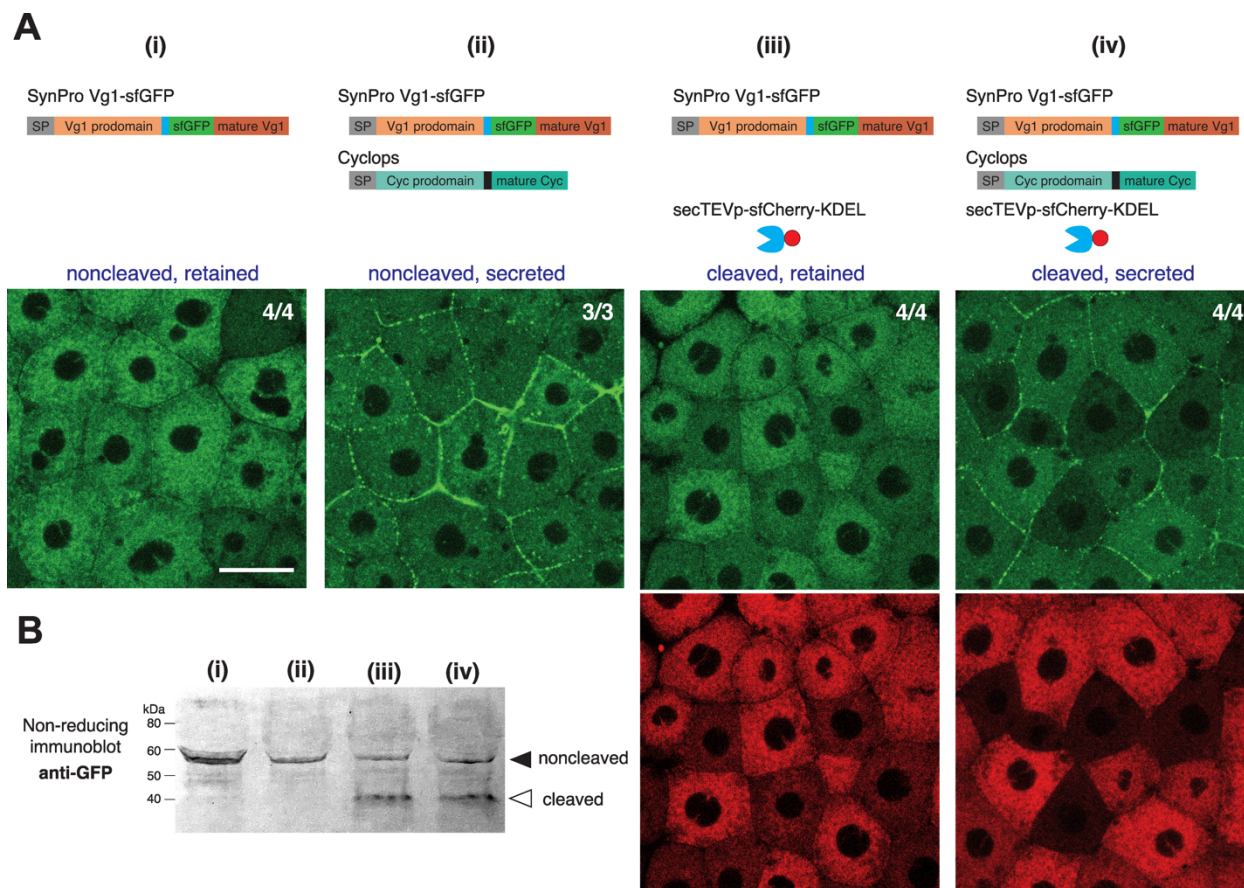 A
(i)
(ii)
(iii)
(iv)
SynPro Vg1-sfGFP
SP Vg1 prodomain sfGFP mature Vg1
SynPro Vg1-sfGFP
SP Vg1 prodomain sfGFP mature Vg1
Cyclops
SP Cyc prodomain mature Cyc
SynPro Vg1-sfGFP
SP Vg1 prodomain sfGFP mature Vg1
secTEVp-sfCherry-KDEL
SynPro Vg1-sfGFP
SP Vg1 prodomain sfGFP mature Vg1
Cyclops
SP Cyc prodomain mature Cyc
secTEVp-sfCherry-KDEL
noncleaved, retained
noncleaved, secreted
cleaved, retained
cleaved, secreted
4/4
3/3
4/4
4/4
B
(i)
(ii)
(iii)
(iv)
Non-reducing
immunoblot
anti-GFP
kDa
80
60
50
40
noncleaved
cleaved